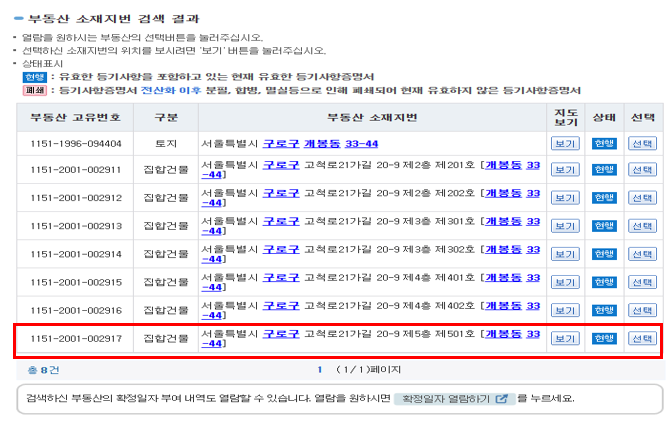 부동산 소재지번 검색 결과
· 열람을 원하시는 부동산의 선택버튼을 눌러주십시오.
· 선택하신 소재지번의 위치를 보시려면 '보기' 버튼을 눌러주십시오.
· 상태표시
현행 : 유효한 등기사항을 포함하고 있는 현재 유효한 등기사항증명서
폐쇄 : 등기사항증명서 전산화 이후 분필, 합병, 멸실등으로 인해 폐쇄되어 현재 유효하지 않은 등기사항증명서
부동산 고유번호 구분 부동산 소재지번 지도 보기 상태 선택
1151-1996-094404 토지 서울특별시 구로구 개봉동 33-44 보기 현행 선택
1151-2001-002911 집합건물 서울특별시 구로구 고척로21가길 20-9 제2층 제201호 [개봉동 33
-44] 보기 현행 선택
1151-2001-002912 집합건물 서울특별시 구로구 고척로21가길 20-9 제2층 제202호 [개봉동 33
-44] 보기 현행 선택
1151-2001-002913 집합건물 서울특별시 구로구 고척로21가길 20-9 제3층 제301호 [개봉동 33
-44] 보기 현행 선택
1151-2001-002914 집합건물 서울특별시 구로구 고척로21가길 20-9 제3층 제302호 [개봉동 33
-44] 보기 현행 선택
1151-2001-002915 집합건물 서울특별시 구로구 고척로21가길 20-9 제4층 제401호 [개봉동 33
-44] 보기 현행 선택
1151-2001-002916 집합건물 서울특별시 구로구 고척로21가길 20-9 제4층 제402호 [개봉동 33
-44] 보기 현행 선택
1151-2001-002917 집합건물 서울특별시 구로구 고척로21가길 20-9 제5층 제501호 [개봉동 33
-44] 보기 현행 선택
총 8건 1 (1/1)페이지
검색하신 부동산의 확정일자 부여 내역도 열람할 수 있습니다. 열람을 원하시면 확정일자 열람하기 를 누르세요.